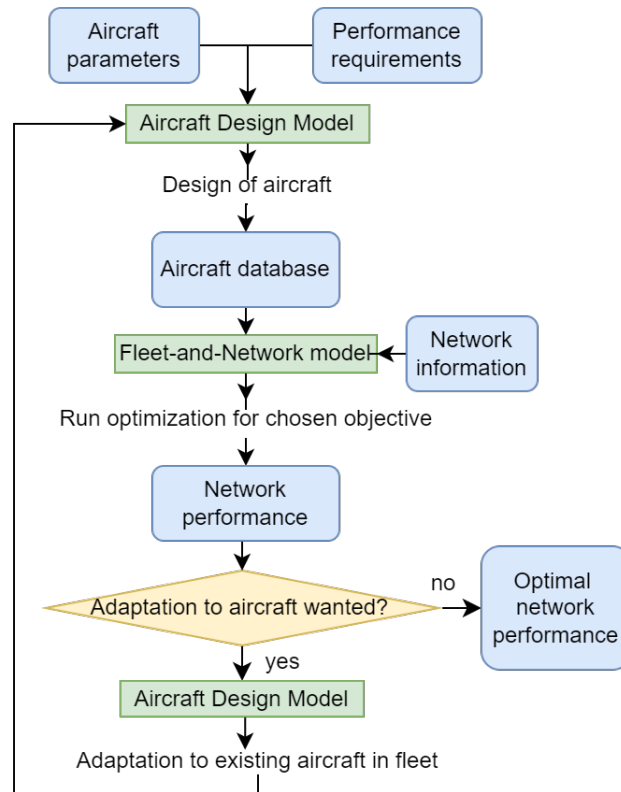 Aircraft
parameters
Performance
requirements
Aircraft Design Model
Design of aircraft
Aircraft database
Fleet-and-Network model
Network
information
Run optimization for chosen objective
Network
performance
Adaptation to aircraft wanted?
no
Optimal
network
performance
yes
Aircraft Design Model
Adaptation to existing aircraft in fleet